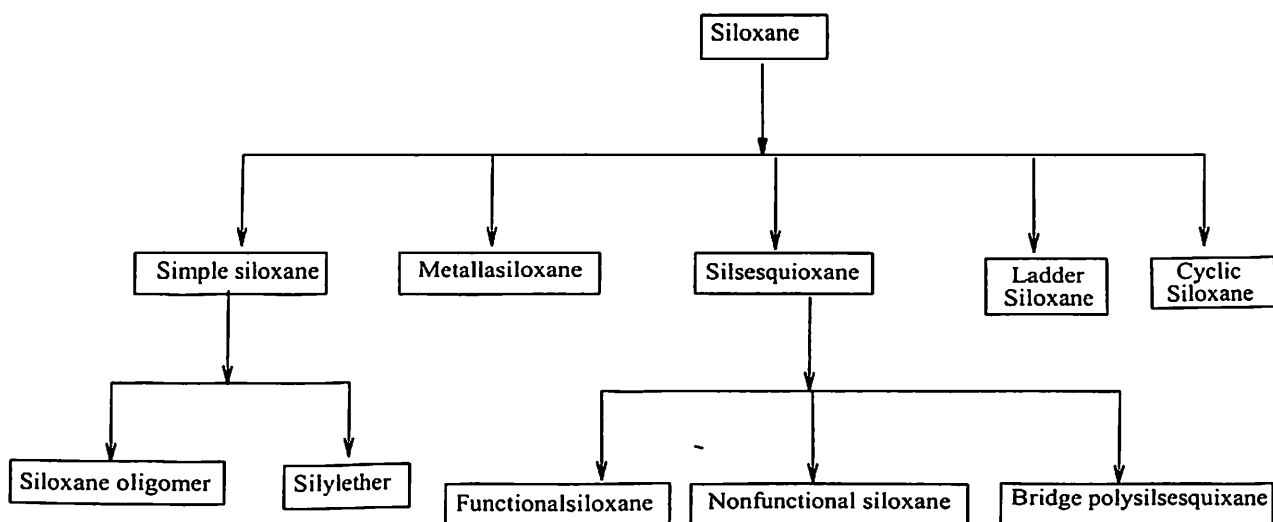 Siloxane
Simple siloxane
Metallasiloxane
Silsesquioxane
Ladder
Siloxane
Cyclic
Siloxane
Siloxane oligomer
Silylether
Functionalsiloxane
Nonfunctional siloxane
Bridge polysilsesquixane